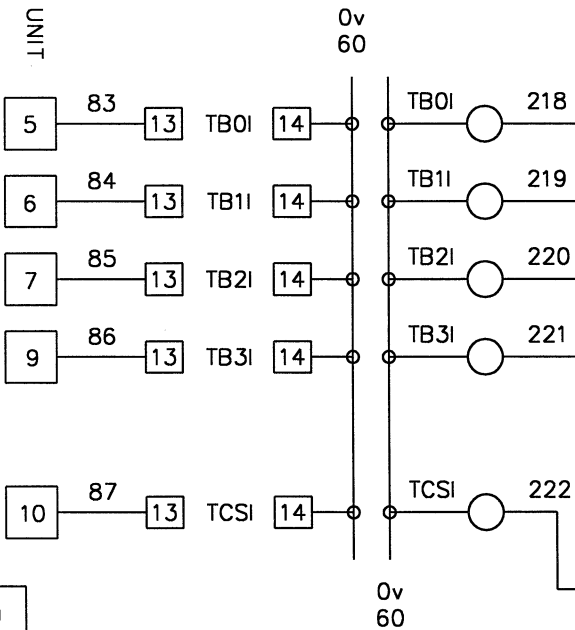 UNIT
0v
60
5 83 13 TB0I 14 TB0I 218
6 84 13 TB1I 14 TB1I 219
7 85 13 TB2I 14 TB2I 220
9 86 13 TB3I 14 TB3I 221
10 87 13 TCSI 14 TCSI 222
0v
60